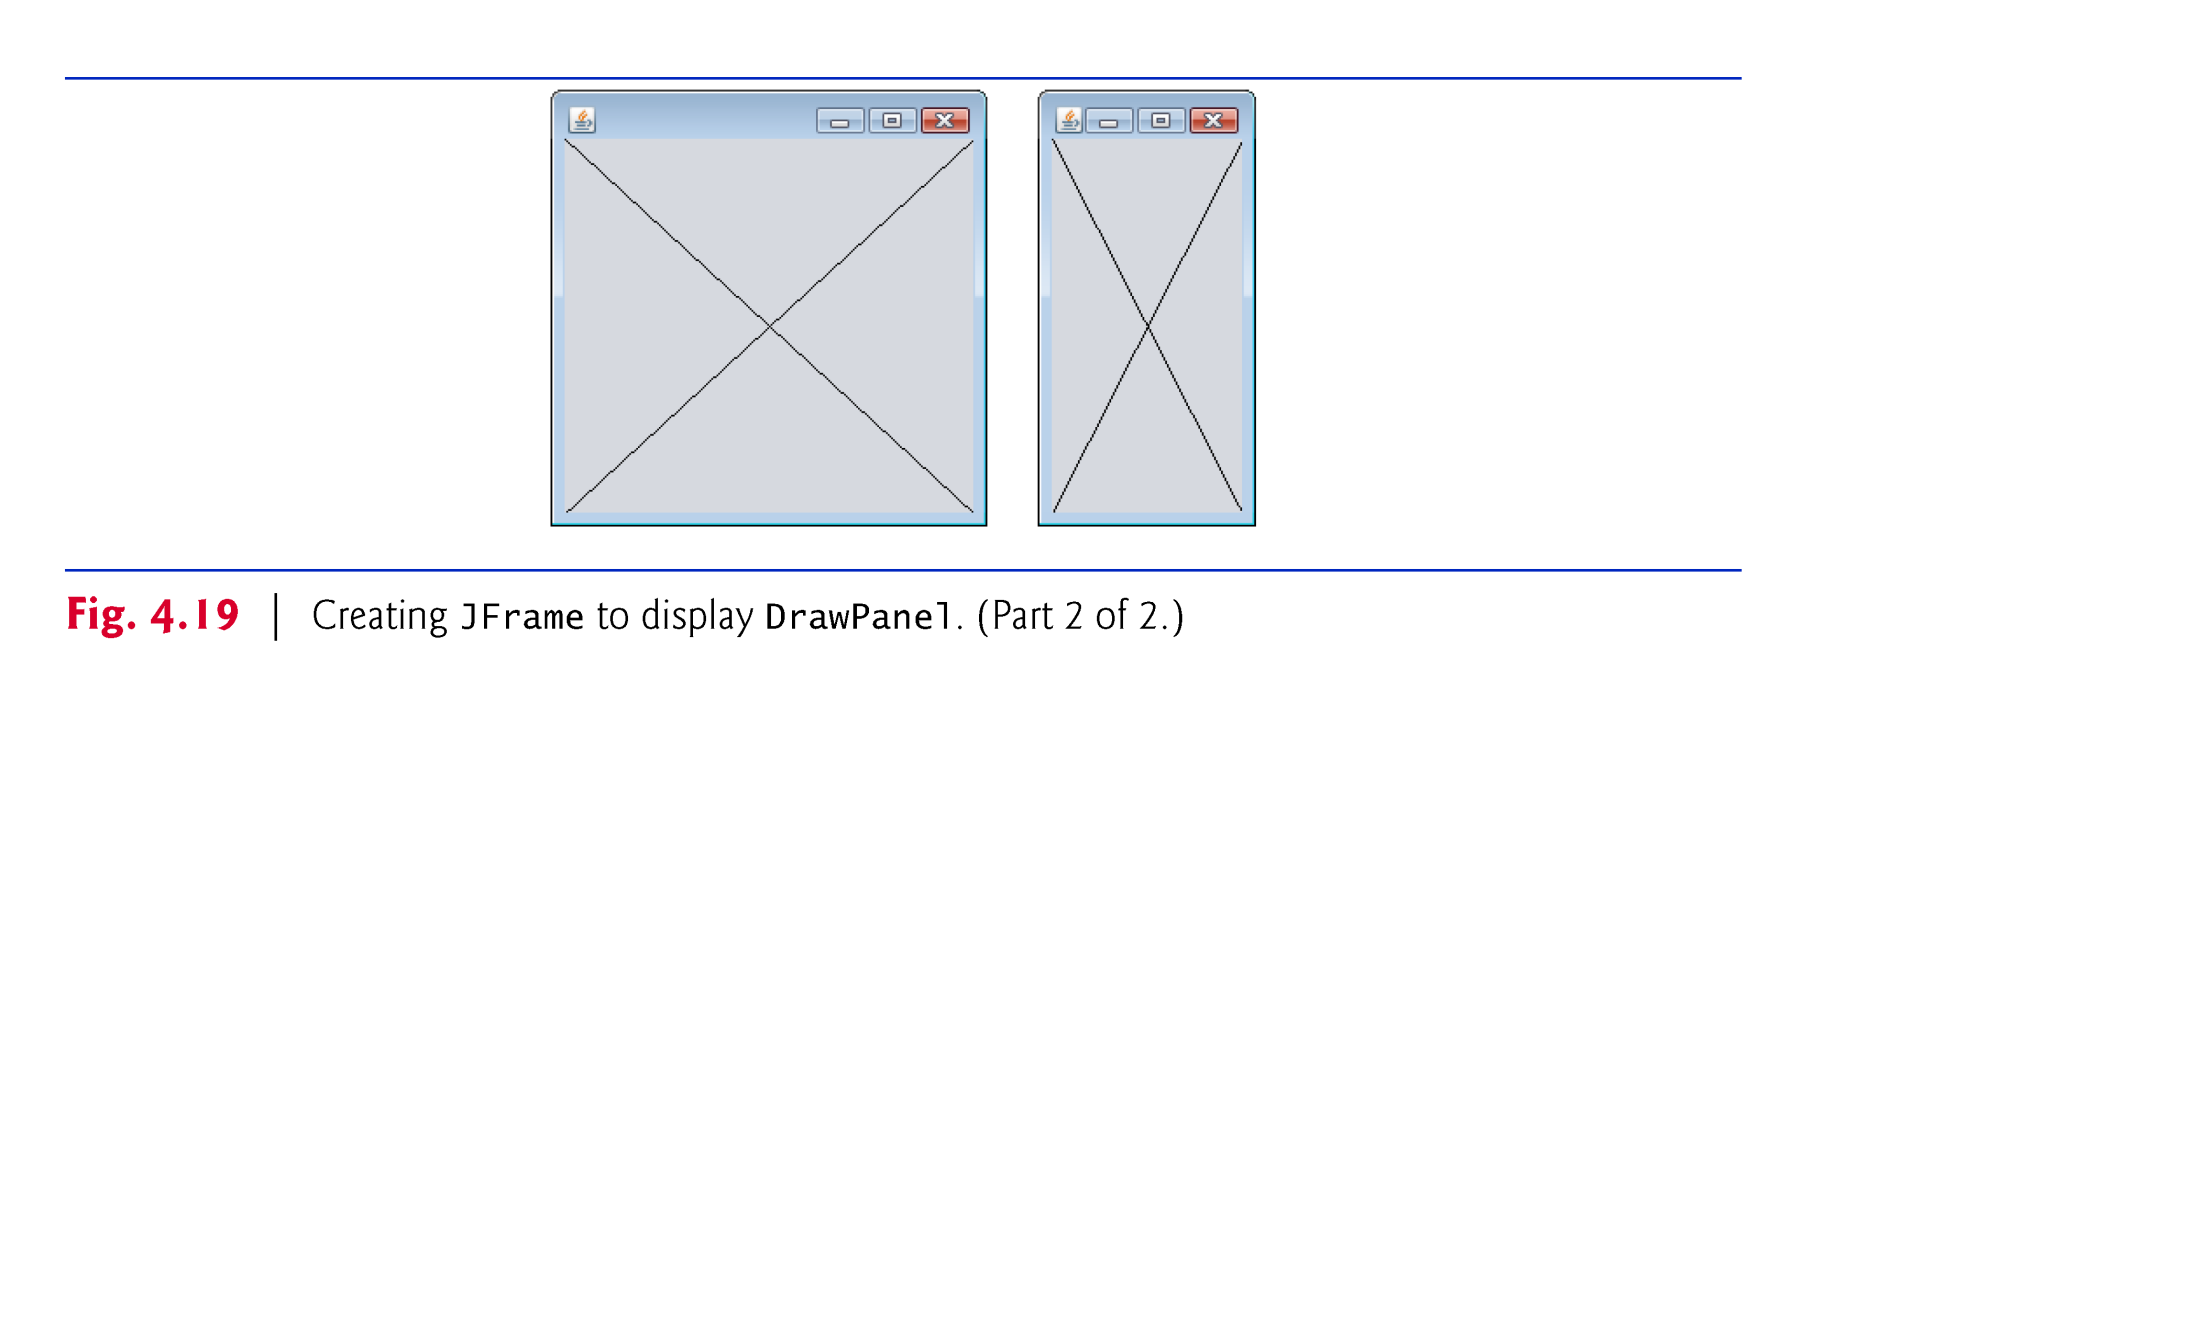 Fig. 4.19 | Creating JFrame to display DrawPanel. (Part 2 of 2.)